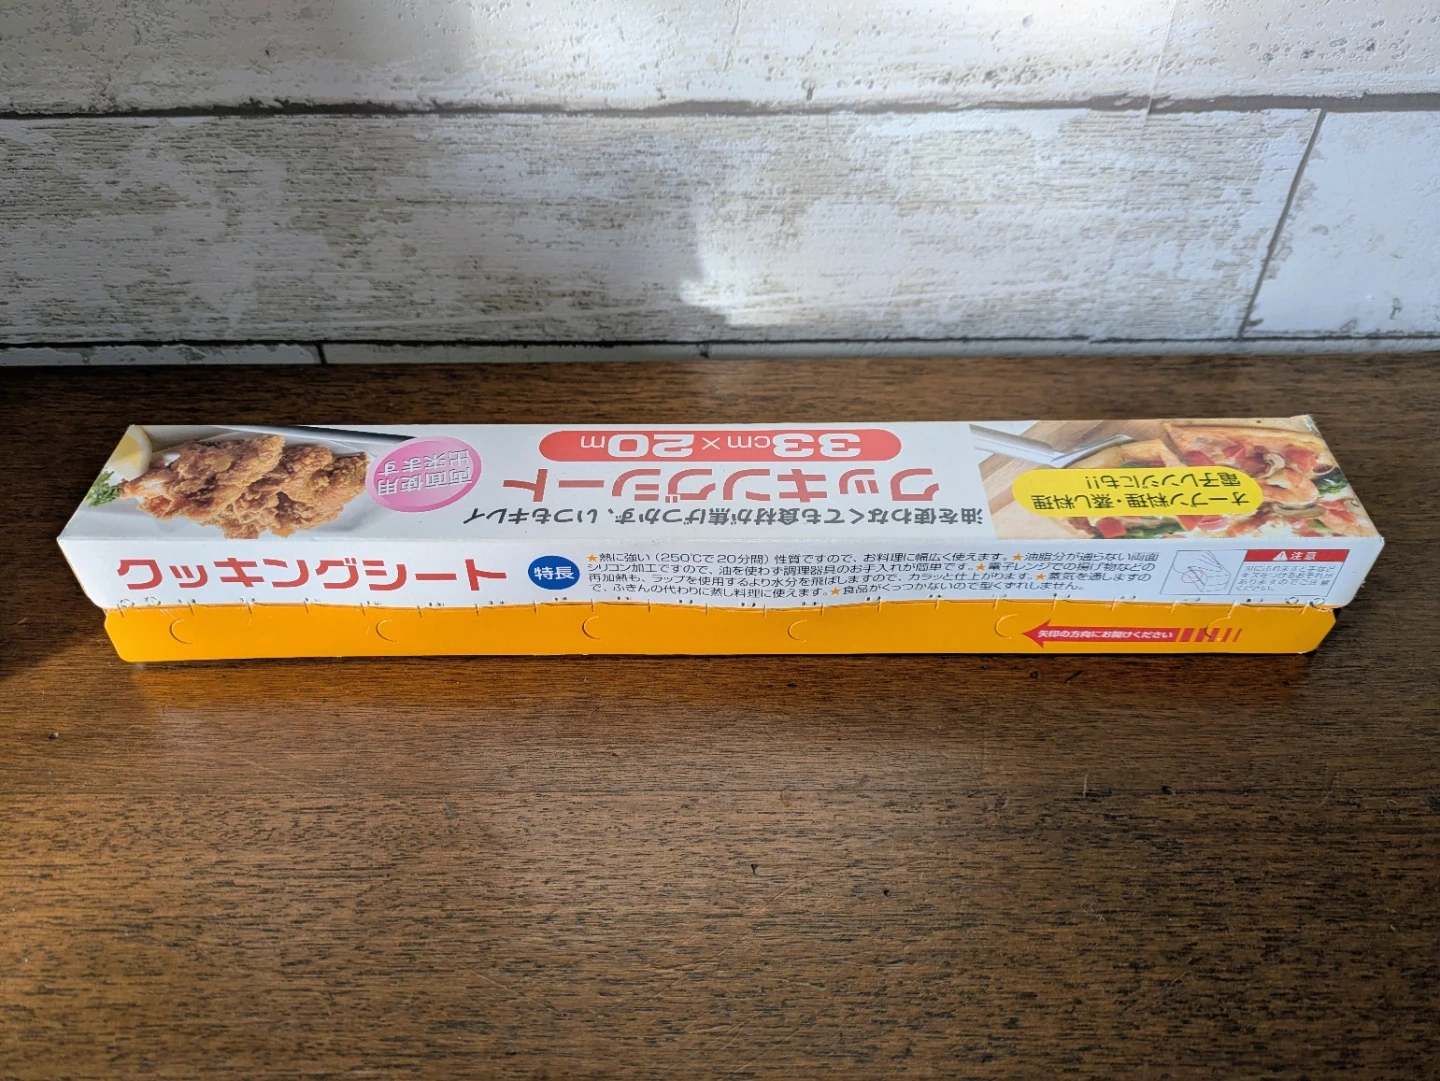 33cm×20m
クッキングシート
油を使わなくても食材が焦げつかず、いつもキレイ
両面使用
出来ます
オーブン料理・蒸し料理
電子レンジにも!!
クッキングシート
特長
★熱に強い(250℃で20分間)性質ですので、お料理に幅広く使えます。★油脂分が通らない両面
シリコン加工ですので、油を使わず調理器具のお手入れが簡単です。★電子レンジでの揚げ物などの
再加熱も、ラップを使用するより水分を飛ばしますので、カラッと仕上がります。★蒸気を通しますの
で、ふきんの代わりに蒸し料理に使えます。★食品がくっつかないので型くずれしません。
注意
矢印の方向にお開けください